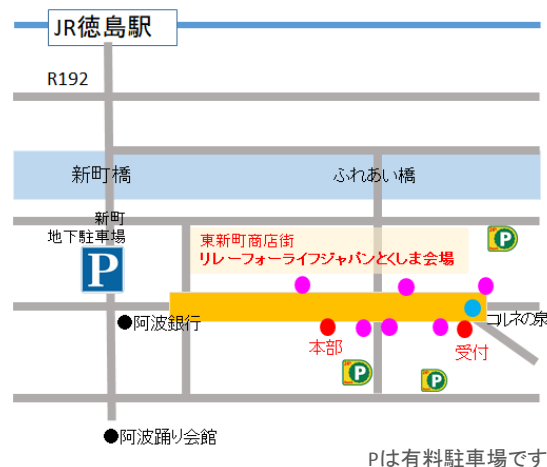 JR徳島駅
R192
新町橋
ふれあい橋
新町
地下駐車場
P
東新町商店街
リレーフォーライフジャパンとくしま会場
P
●阿波銀行
コルネの泉
本部
受付
P
P
●阿波踊り会館
Pは有料駐車場です